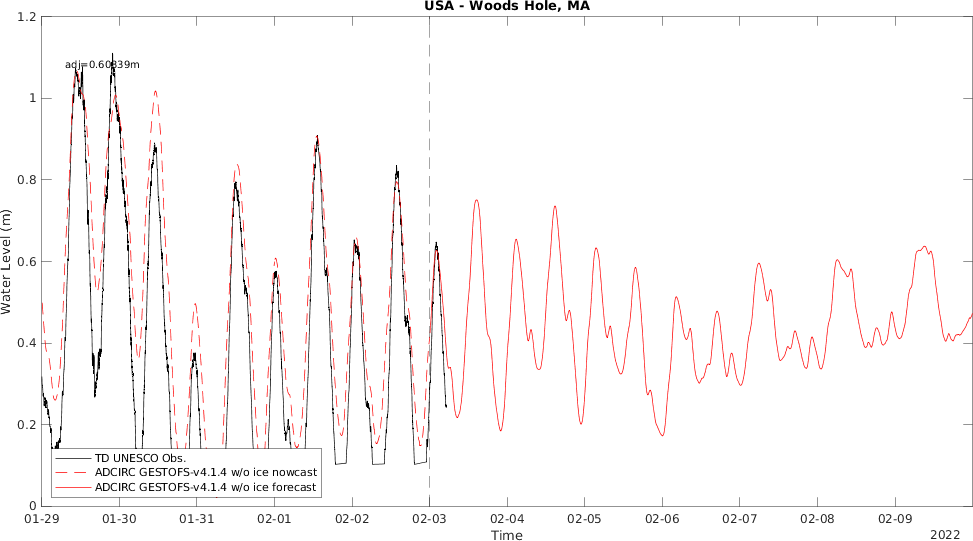 USA - Woods Hole, MA
1.2
1
0.8
0.6
0.4
0.2
0
Water Level (m)
adj=0.60839m
TD UNESCO Obs.
ADCIRC GESTOFS-v4.1.4 w/o ice nowcast
ADCIRC GESTOFS-v4.1.4 w/o ice forecast
01-29 01-30 01-31 02-01 02-02 02-03 02-04 02-05 02-06 02-07 02-08 02-09
Time
2022